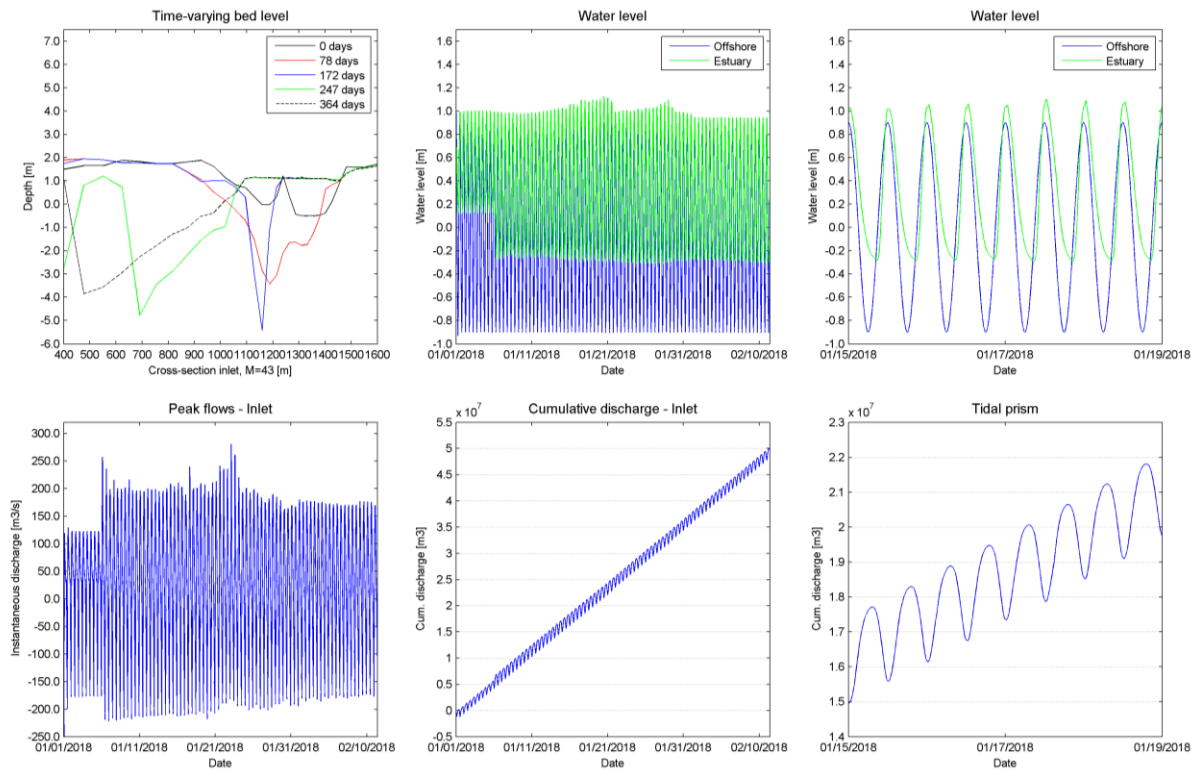 Time-varying bed level
7.0
6.0
5.0
4.0
3.0
2.0
1.0
0.0
-1.0
-2.0
-3.0
-4.0
-5.0
-6.0
Depth [m]
0 days
78 days
172 days
247 days
364 days
400 500 600 700 800 900 1000 1100 1200 1300 1400 1500 1600
Cross-section inlet, M=43 [m]
Water level
1.6
1.4
1.2
1.0
0.8
0.6
0.4
0.2
0.0
-0.2
-0.4
-0.6
-0.8
-1.0
Water level [m]
Offshore
Estuary
01/01/2018 01/11/2018 01/21/2018 01/31/2018 02/10/2018
Date
Water level
1.6
1.4
1.2
1.0
0.8
0.6
0.4
0.2
0.0
-0.2
-0.4
-0.6
-0.8
-1.0
Water level [m]
Offshore
Estuary
01/15/2018 01/17/2018 01/19/2018
Date
Peak flows - Inlet
300.0
250.0
200.0
150.0
100.0
50.0
0.0
-50.0
-100.0
-150.0
-200.0
-250.0
Instantaneous discharge [m3/s]
01/01/2018 01/11/2018 01/21/2018 01/31/2018 02/10/2018
Date
Cumulative discharge - Inlet
x 10^7
5.5
5
4.5
4
3.5
3
2.5
2
1.5
1
0.5
0
-0.5
Cum. discharge [m3]
01/01/2018 01/11/2018 01/21/2018 01/31/2018 02/10/2018
Date
Tidal prism
x 10^7
2.3
2.2
2.1
2
1.9
1.8
1.7
1.6
1.5
1.4
Cum. discharge [m3]
01/15/2018 01/17/2018 01/19/2018
Date